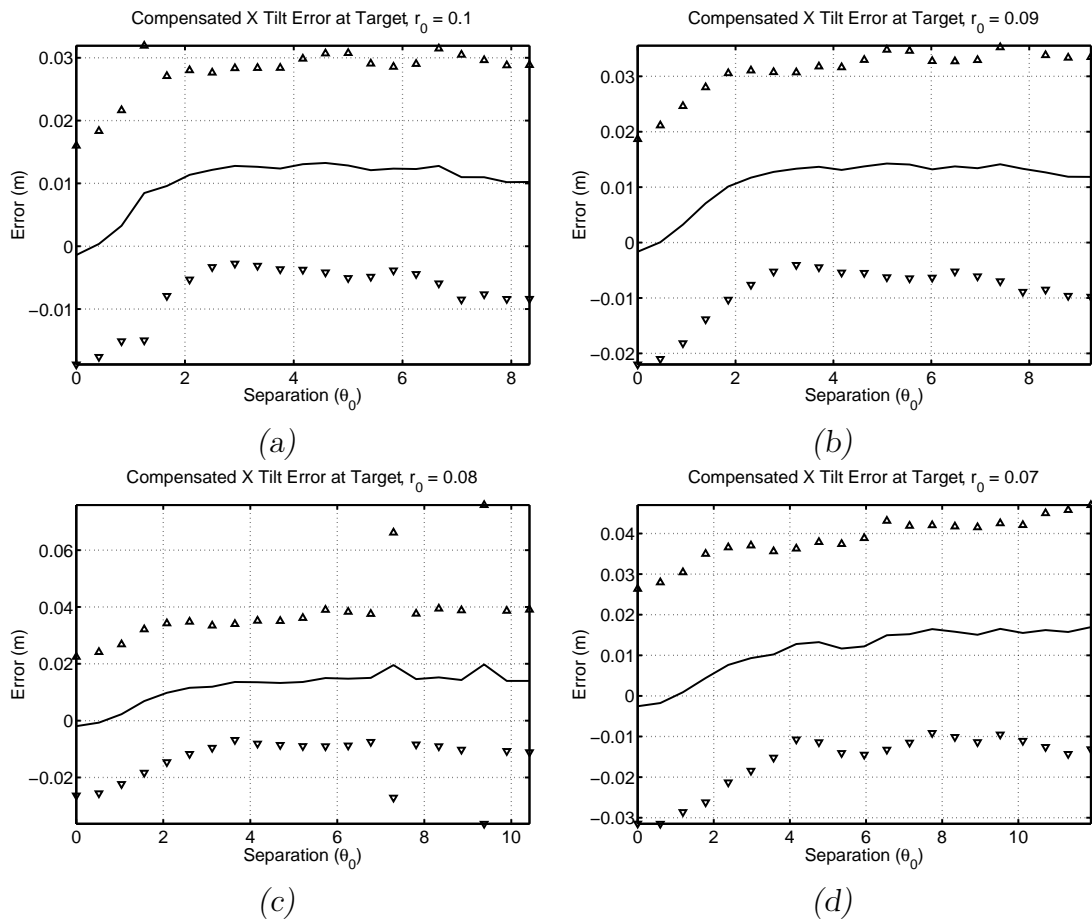 Compensated X Tilt Error at Target, r0 = 0.1
0.03
0.02
0.01
0
−0.01
Error (m)
0 2 4 6 8
Separation (θ0)
(a)
Compensated X Tilt Error at Target, r0 = 0.09
0.03
0.02
0.01
0
−0.01
−0.02
Error (m)
0 2 4 6 8
Separation (θ0)
(b)
Compensated X Tilt Error at Target, r0 = 0.08
0.06
0.04
0.02
0
−0.02
Error (m)
0 2 4 6 8 10
Separation (θ0)
(c)
Compensated X Tilt Error at Target, r0 = 0.07
0.04
0.03
0.02
0.01
0
−0.01
−0.02
−0.03
Error (m)
0 2 4 6 8 10
Separation (θ0)
(d)